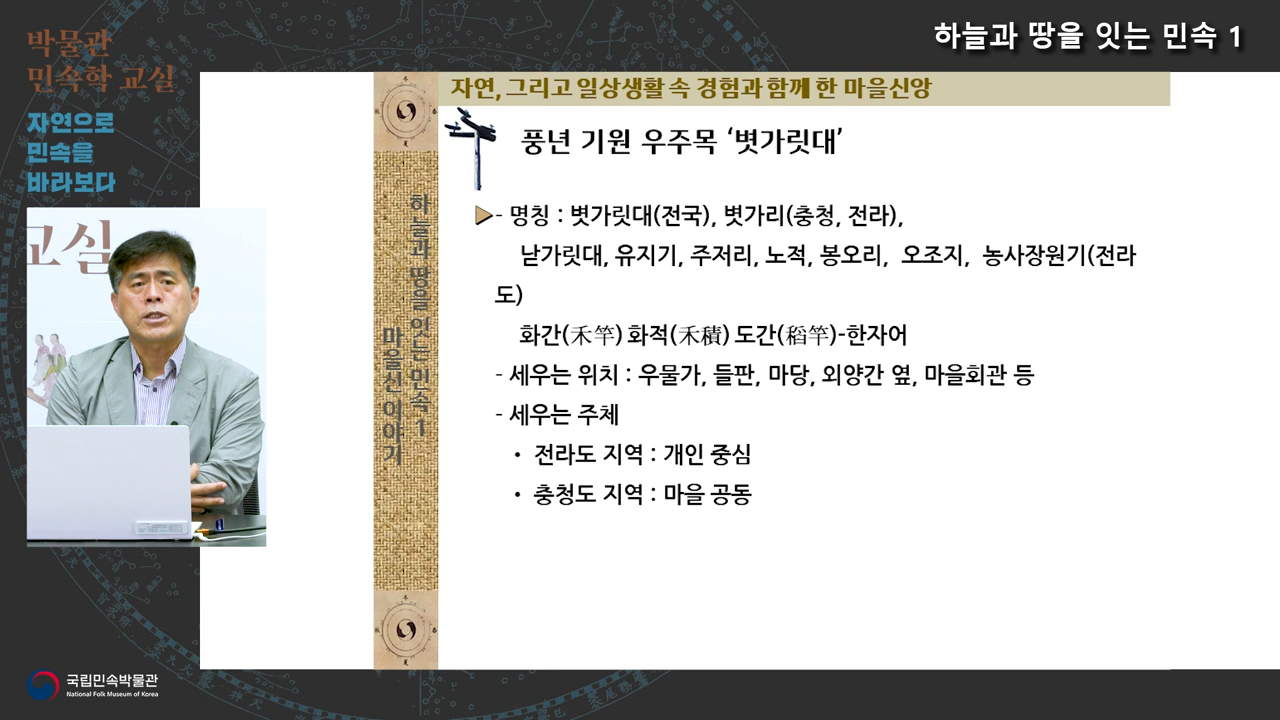 하늘과 땅을 잇는 민속 1
박물관
민속학 교실
자연으로
민속을
바라보다
교실
하늘과 땅을 잇는 민속 1
마을신 이야기
자연, 그리고 일상생활 속 경험과 함께 한 마을신앙
풍년 기원 우주목 ‘볏가릿대’
- 명칭 : 볏가릿대(전국), 볏가리(충청, 전라),
낟가릿대, 유지기, 주저리, 노적, 봉오리, 오조지, 농사장원기(전라
도)
화간(禾竿) 화적(禾積) 도간(稻竿)-한자어
- 세우는 위치 : 우물가, 들판, 마당, 외양간 옆, 마을회관 등
- 세우는 주체
• 전라도 지역 : 개인 중심
• 충청도 지역 : 마을 공동
국립민속박물관
National Folk Museum of Korea